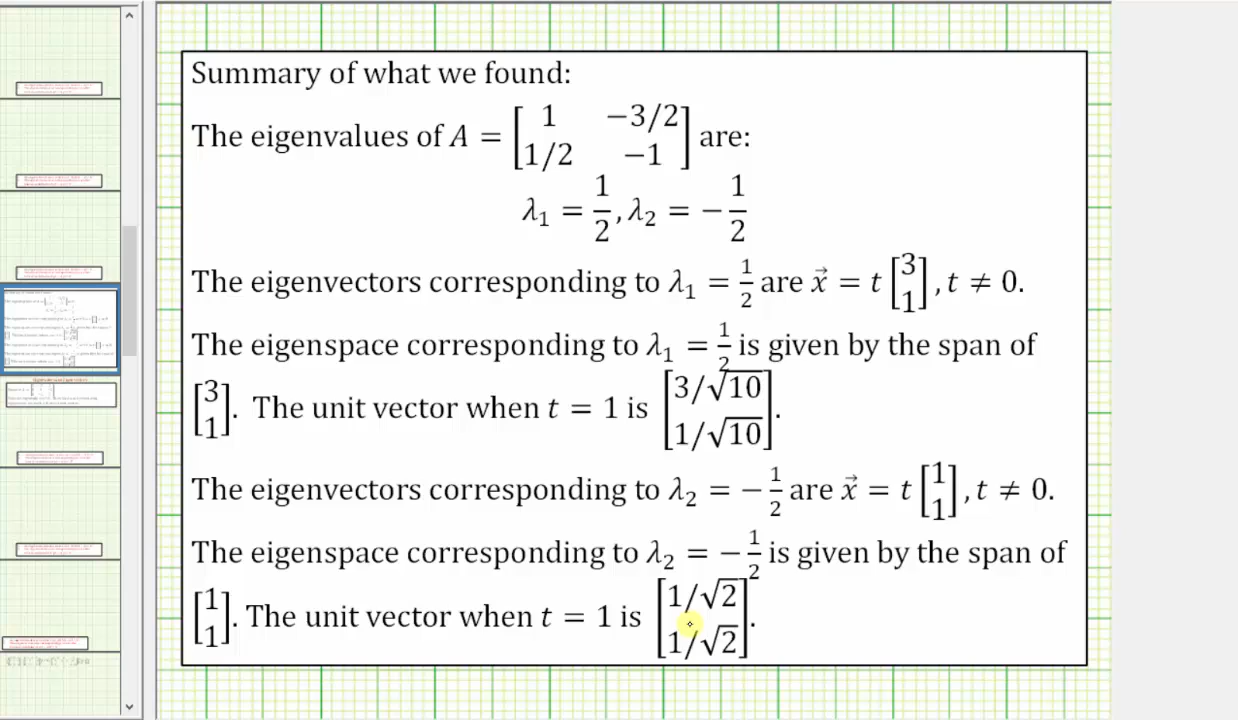 Summary of what we found:
The eigenvalues of A = [1 −3/2; 1/2 −1] are:
λ₁ = 1/2, λ₂ = −1/2
The eigenvectors corresponding to λ₁ = 1/2 are x⃗ = t [3; 1], t ≠ 0.
The eigenspace corresponding to λ₁ = 1/2 is given by the span of
[3; 1]. The unit vector when t = 1 is [3/√10; 1/√10].
The eigenvectors corresponding to λ₂ = −1/2 are x⃗ = t [1; 1], t ≠ 0.
The eigenspace corresponding to λ₂ = −1/2 is given by the span of
[1; 1]. The unit vector when t = 1 is [1/√2; 1/√2].